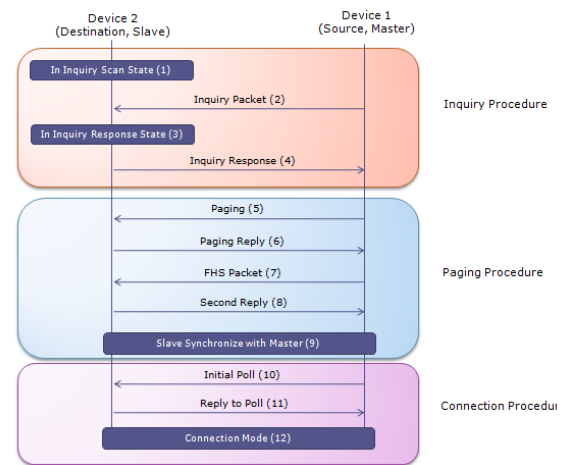 Device 2
(Destination, Slave)
Device 1
(Source, Master)
In Inquiry Scan State (1)
Inquiry Packet (2)
Inquiry Procedure
In Inquiry Response State (3)
Inquiry Response (4)
Paging (5)
Paging Reply (6)
FHS Packet (7)
Paging Procedure
Second Reply (8)
Slave Synchronize with Master (9)
Initial Poll (10)
Reply to Poll (11)
Connection Procedu
Connection Mode (12)